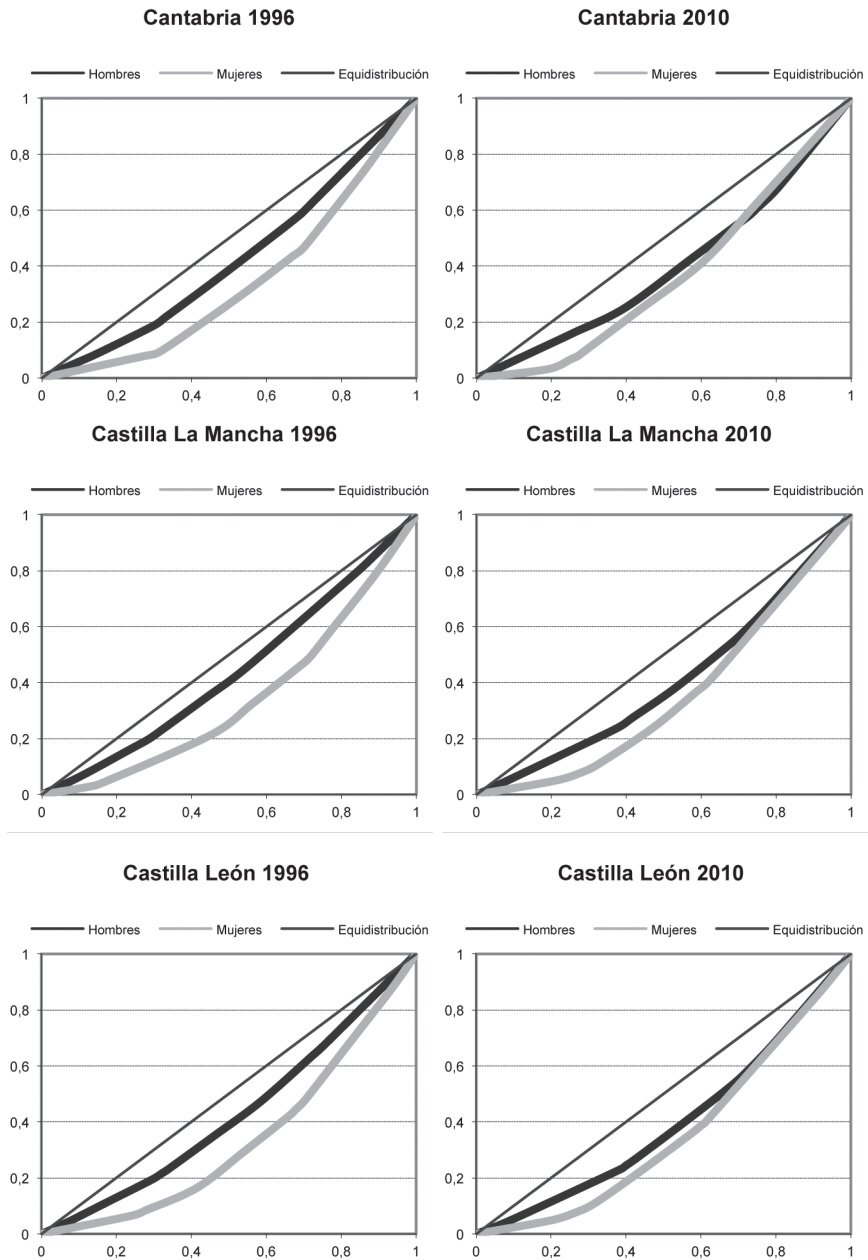 Cantabria 1996
Hombres Mujeres Equidistribución
1
0,8
0,6
0,4
0,2
0
0 0,2 0,4 0,6 0,8 1
Cantabria 2010
Hombres Mujeres Equidistribución
1
0,8
0,6
0,4
0,2
0
0 0,2 0,4 0,6 0,8 1
Castilla La Mancha 1996
Hombres Mujeres Equidistribución
1
0,8
0,6
0,4
0,2
0
0 0,2 0,4 0,6 0,8 1
Castilla La Mancha 2010
Hombres Mujeres Equidistribución
1
0,8
0,6
0,4
0,2
0
0 0,2 0,4 0,6 0,8 1
Castilla León 1996
Hombres Mujeres Equidistribución
1
0,8
0,6
0,4
0,2
0
0 0,2 0,4 0,6 0,8 1
Castilla León 2010
Hombres Mujeres Equidistribución
1
0,8
0,6
0,4
0,2
0
0 0,2 0,4 0,6 0,8 1